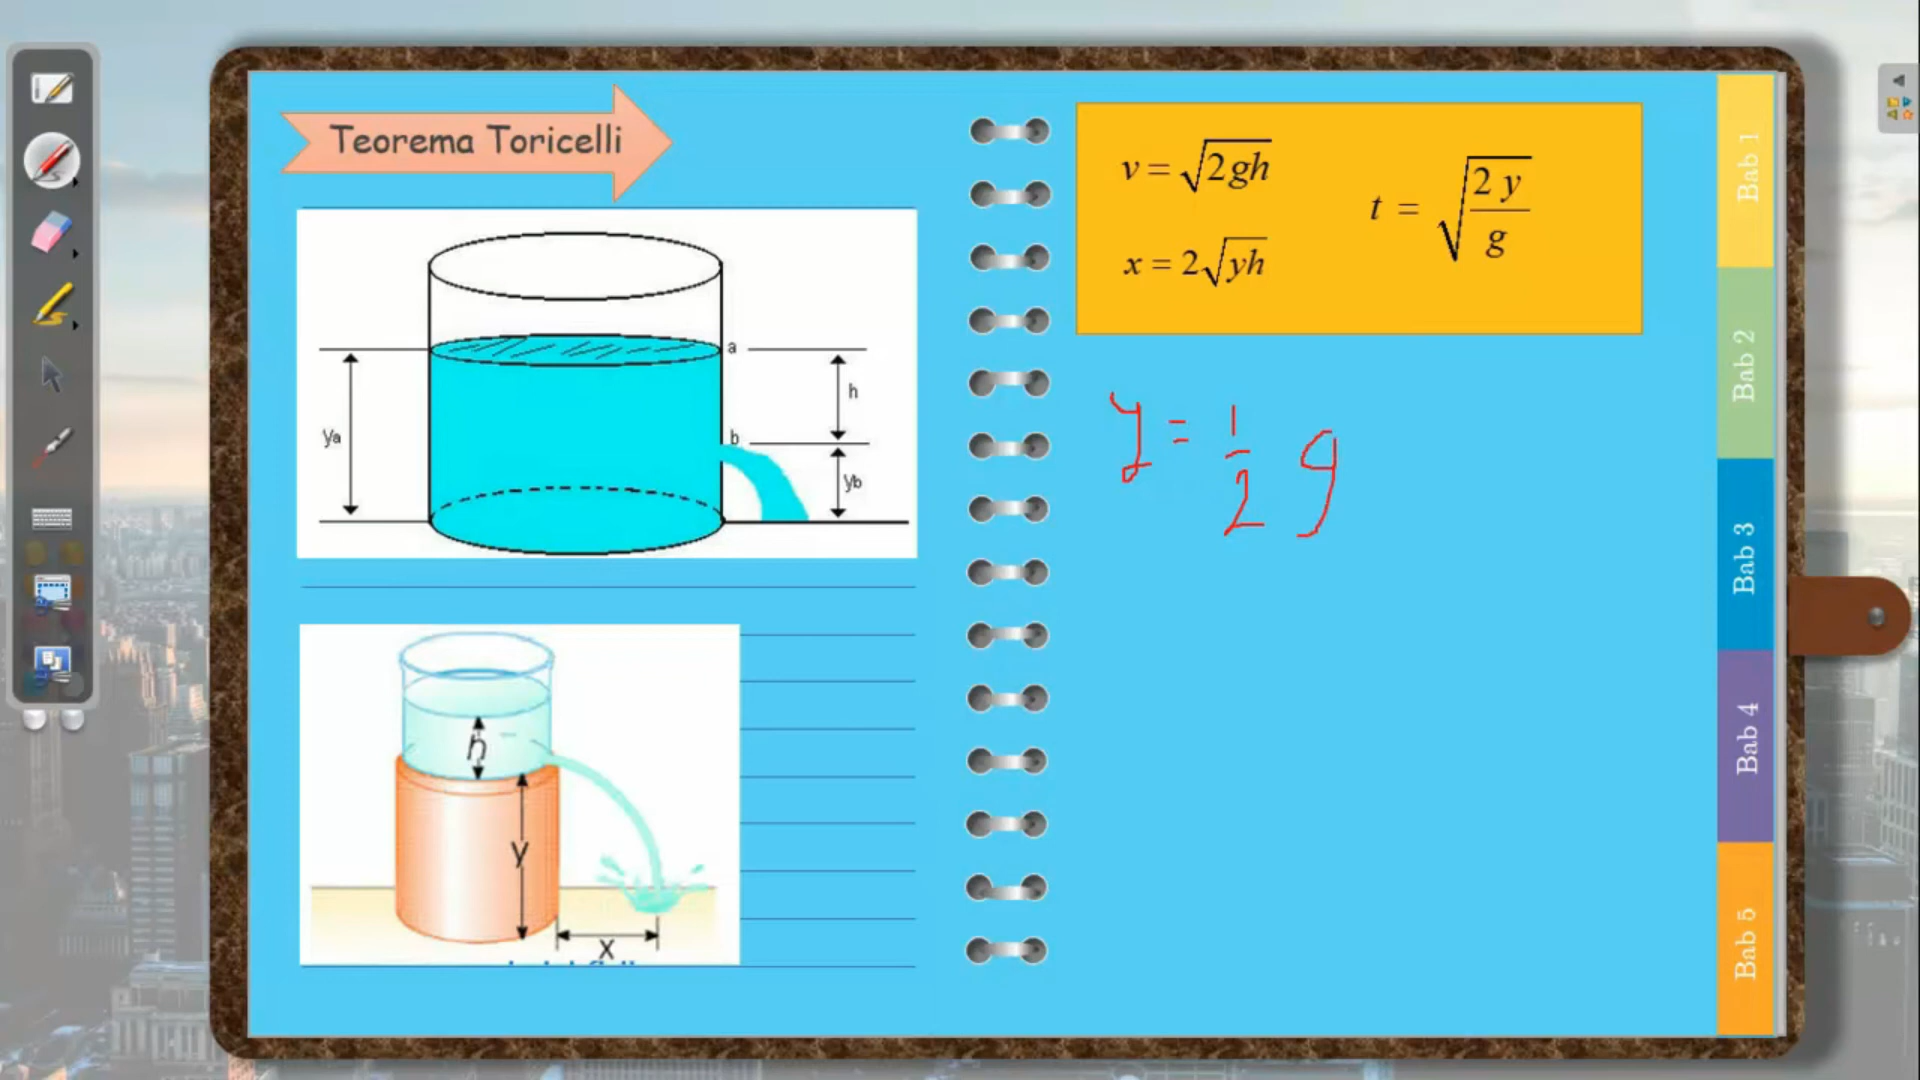 Teorema Toricelli
a
h
b
ya
yb
h
y
x
v = √2gh
t = √2y/g
x = 2√yh
y = 1/2 g
Bab 1
Bab 2
Bab 3
Bab 4
Bab 5